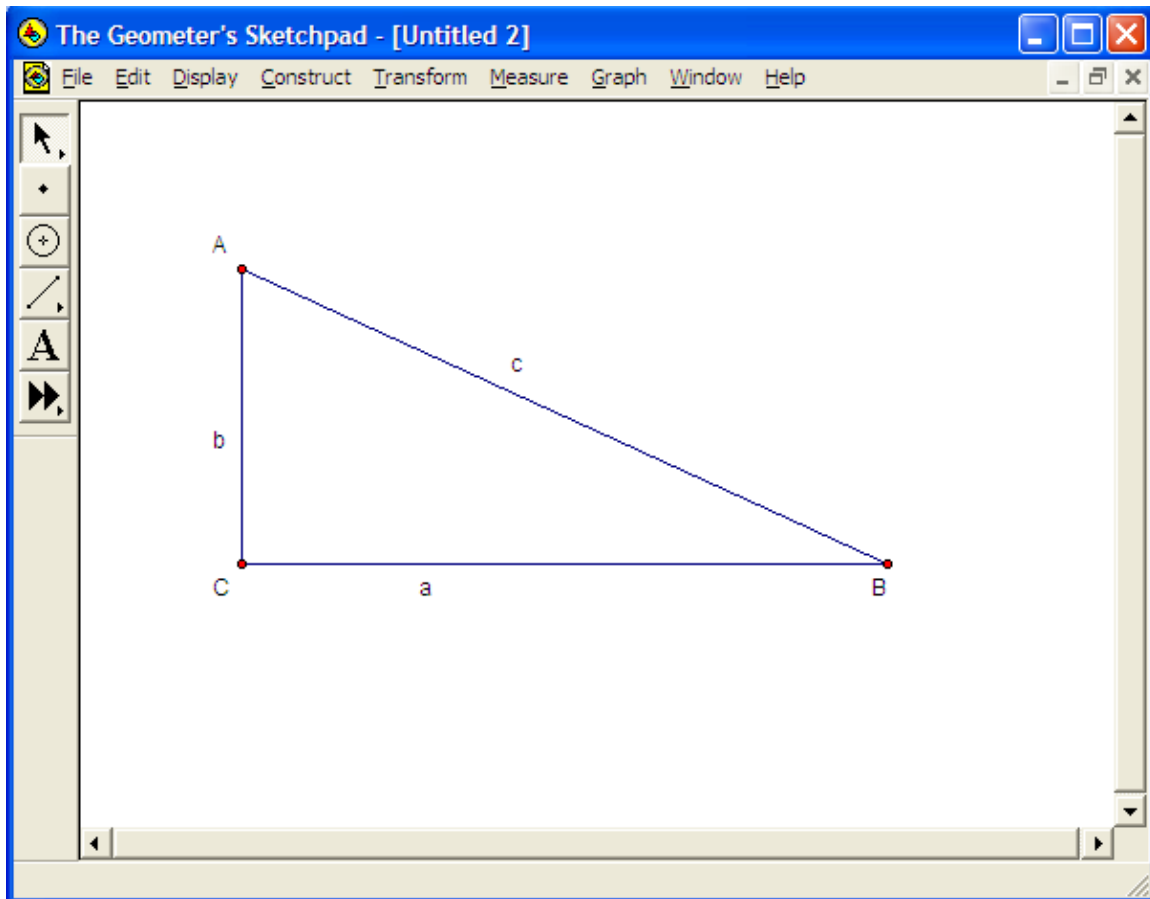 The Geometer's Sketchpad - [Untitled 2]
File Edit Display Construct Transform Measure Graph Window Help
A
A
c
b
C a B